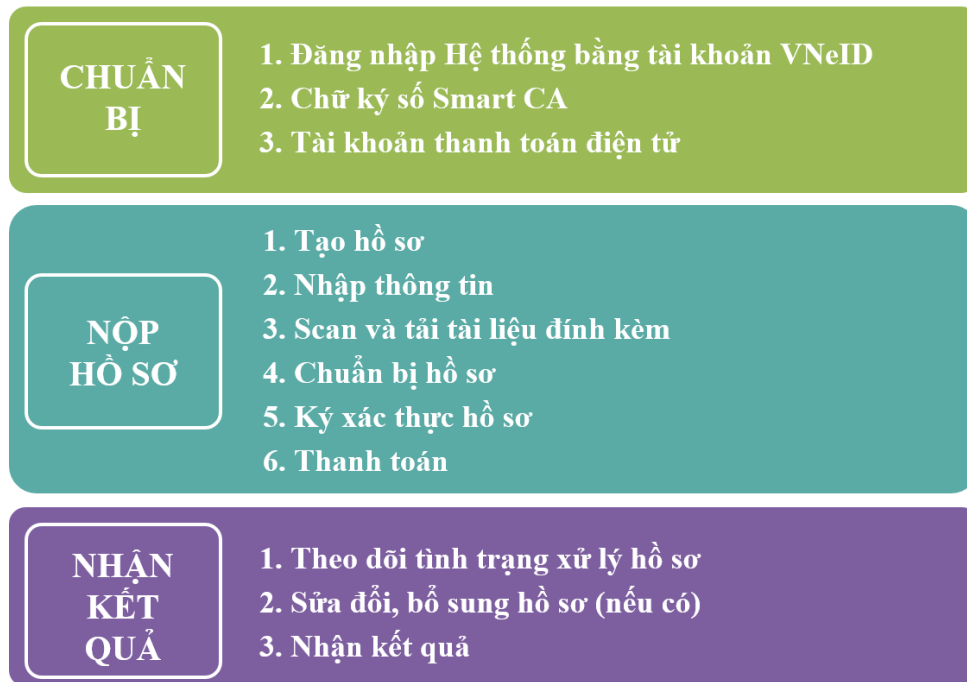 CHUẨN
BỊ
1. Đăng nhập Hệ thống bằng tài khoản VNeID
2. Chữ ký số Smart CA
3. Tài khoản thanh toán điện tử
NỘP
HỒ SƠ
1. Tạo hồ sơ
2. Nhập thông tin
3. Scan và tải tài liệu đính kèm
4. Chuẩn bị hồ sơ
5. Ký xác thực hồ sơ
6. Thanh toán
NHẬN
KẾT
QUẢ
1. Theo dõi tình trạng xử lý hồ sơ
2. Sửa đổi, bổ sung hồ sơ (nếu có)
3. Nhận kết quả